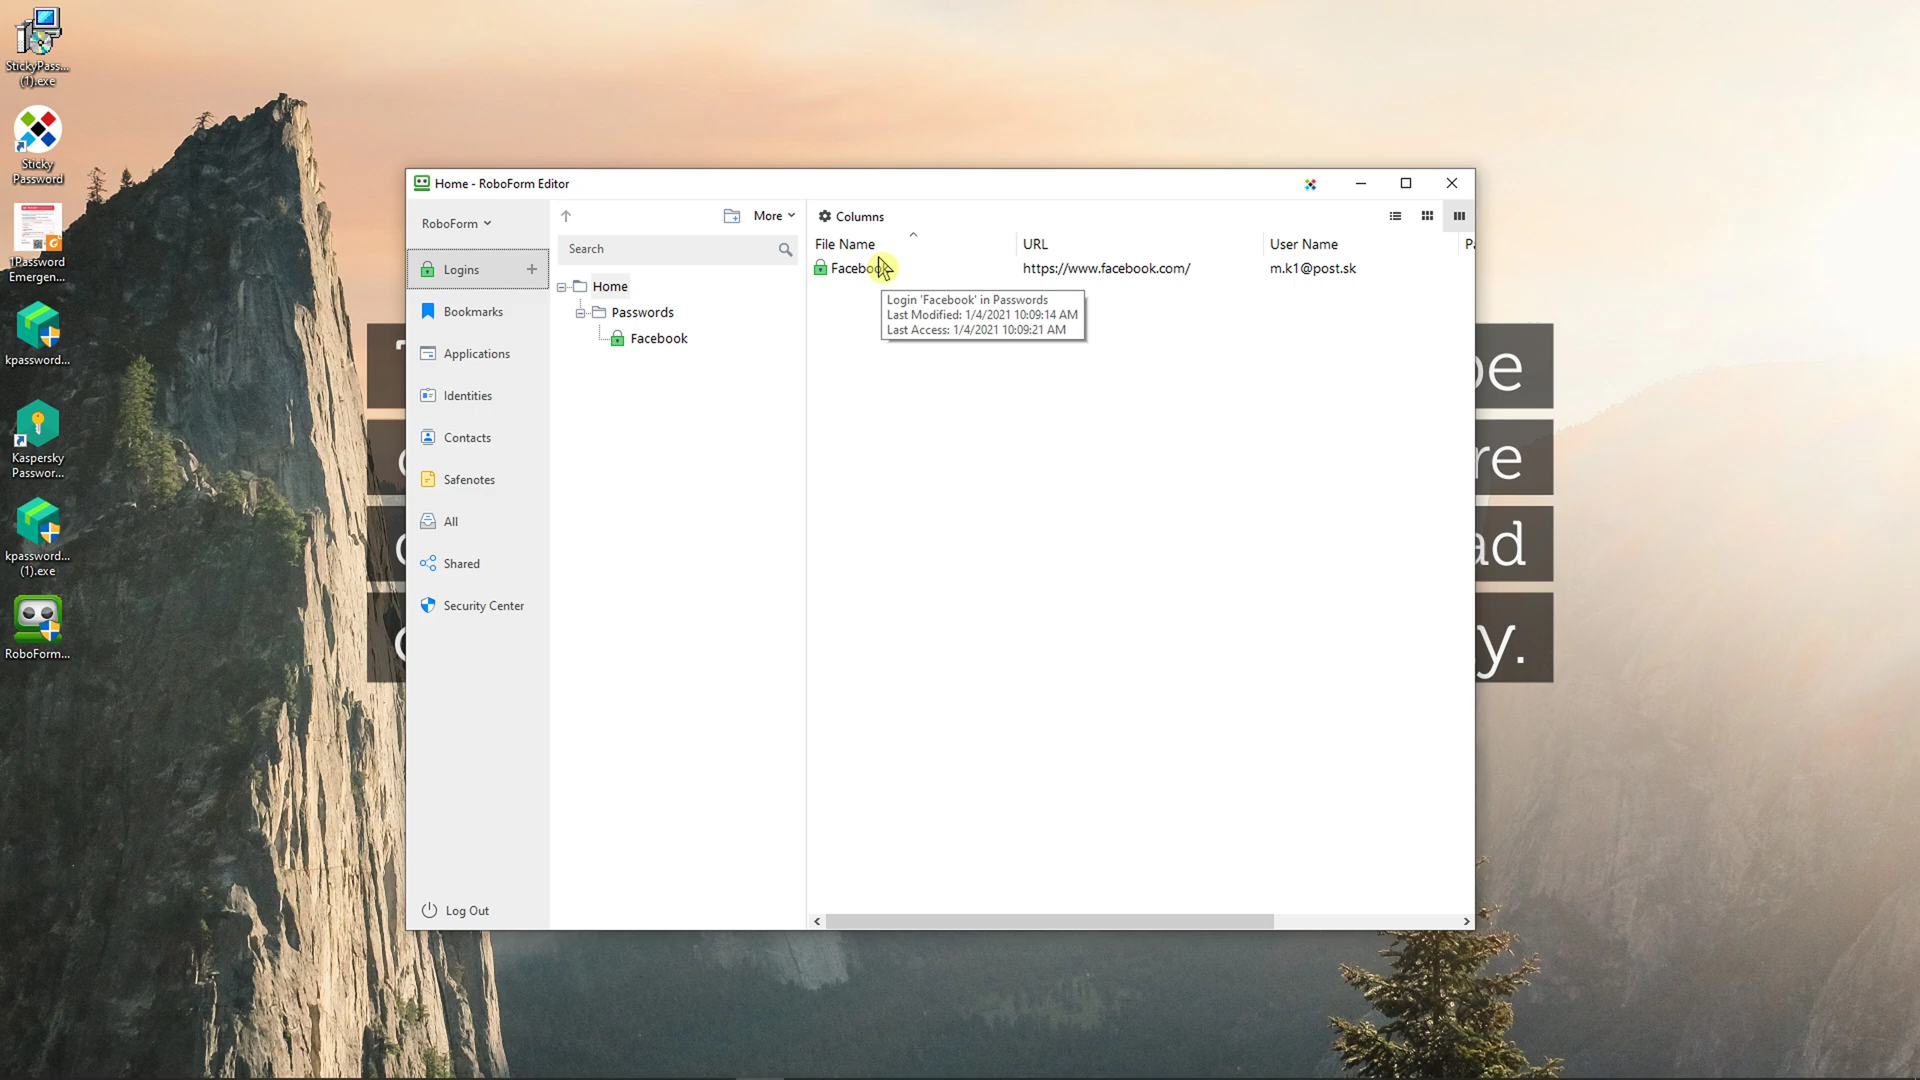 StickyPass...
(1).exe
Sticky
Password
1Password
Emergen...
kpassword...
Kaspersky
Passwor...
kpassword...
(1).exe
RoboForm...
Home - RoboForm Editor
RoboForm
Logins
Bookmarks
Applications
Identities
Contacts
Safenotes
All
Shared
Security Center
Log Out
More
Search
Home
Passwords
Facebook
Columns
File Name URL User Name
Facebook https://www.facebook.com/ m.k1@post.sk
Login 'Facebook' in Passwords
Last Modified: 1/4/2021 10:09:14 AM
Last Access: 1/4/2021 10:09:21 AM
be
re
ad
y.